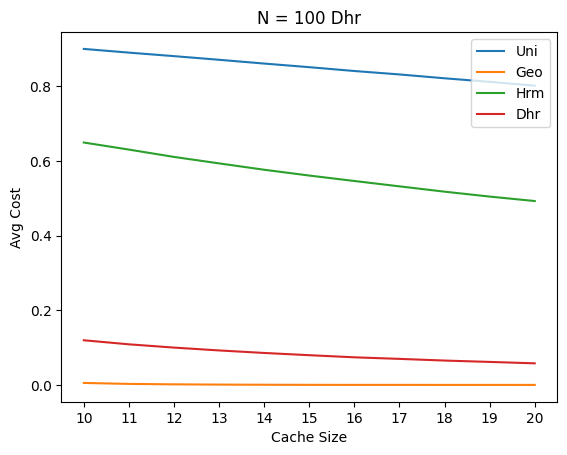 N = 100 Dhr
Uni
Geo
Hrm
Dhr
Avg Cost
0.8
0.6
0.4
0.2
0.0
10 11 12 13 14 15 16 17 18 19 20
Cache Size